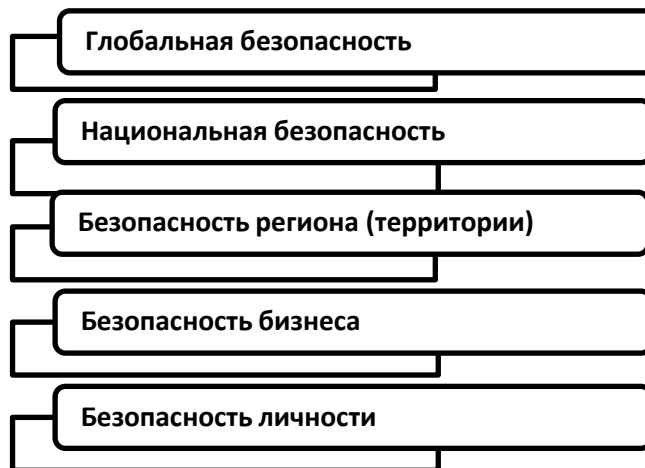 Глобальная безопасность
Национальная безопасность
Безопасность региона (территории)
Безопасность бизнеса
Безопасность личности